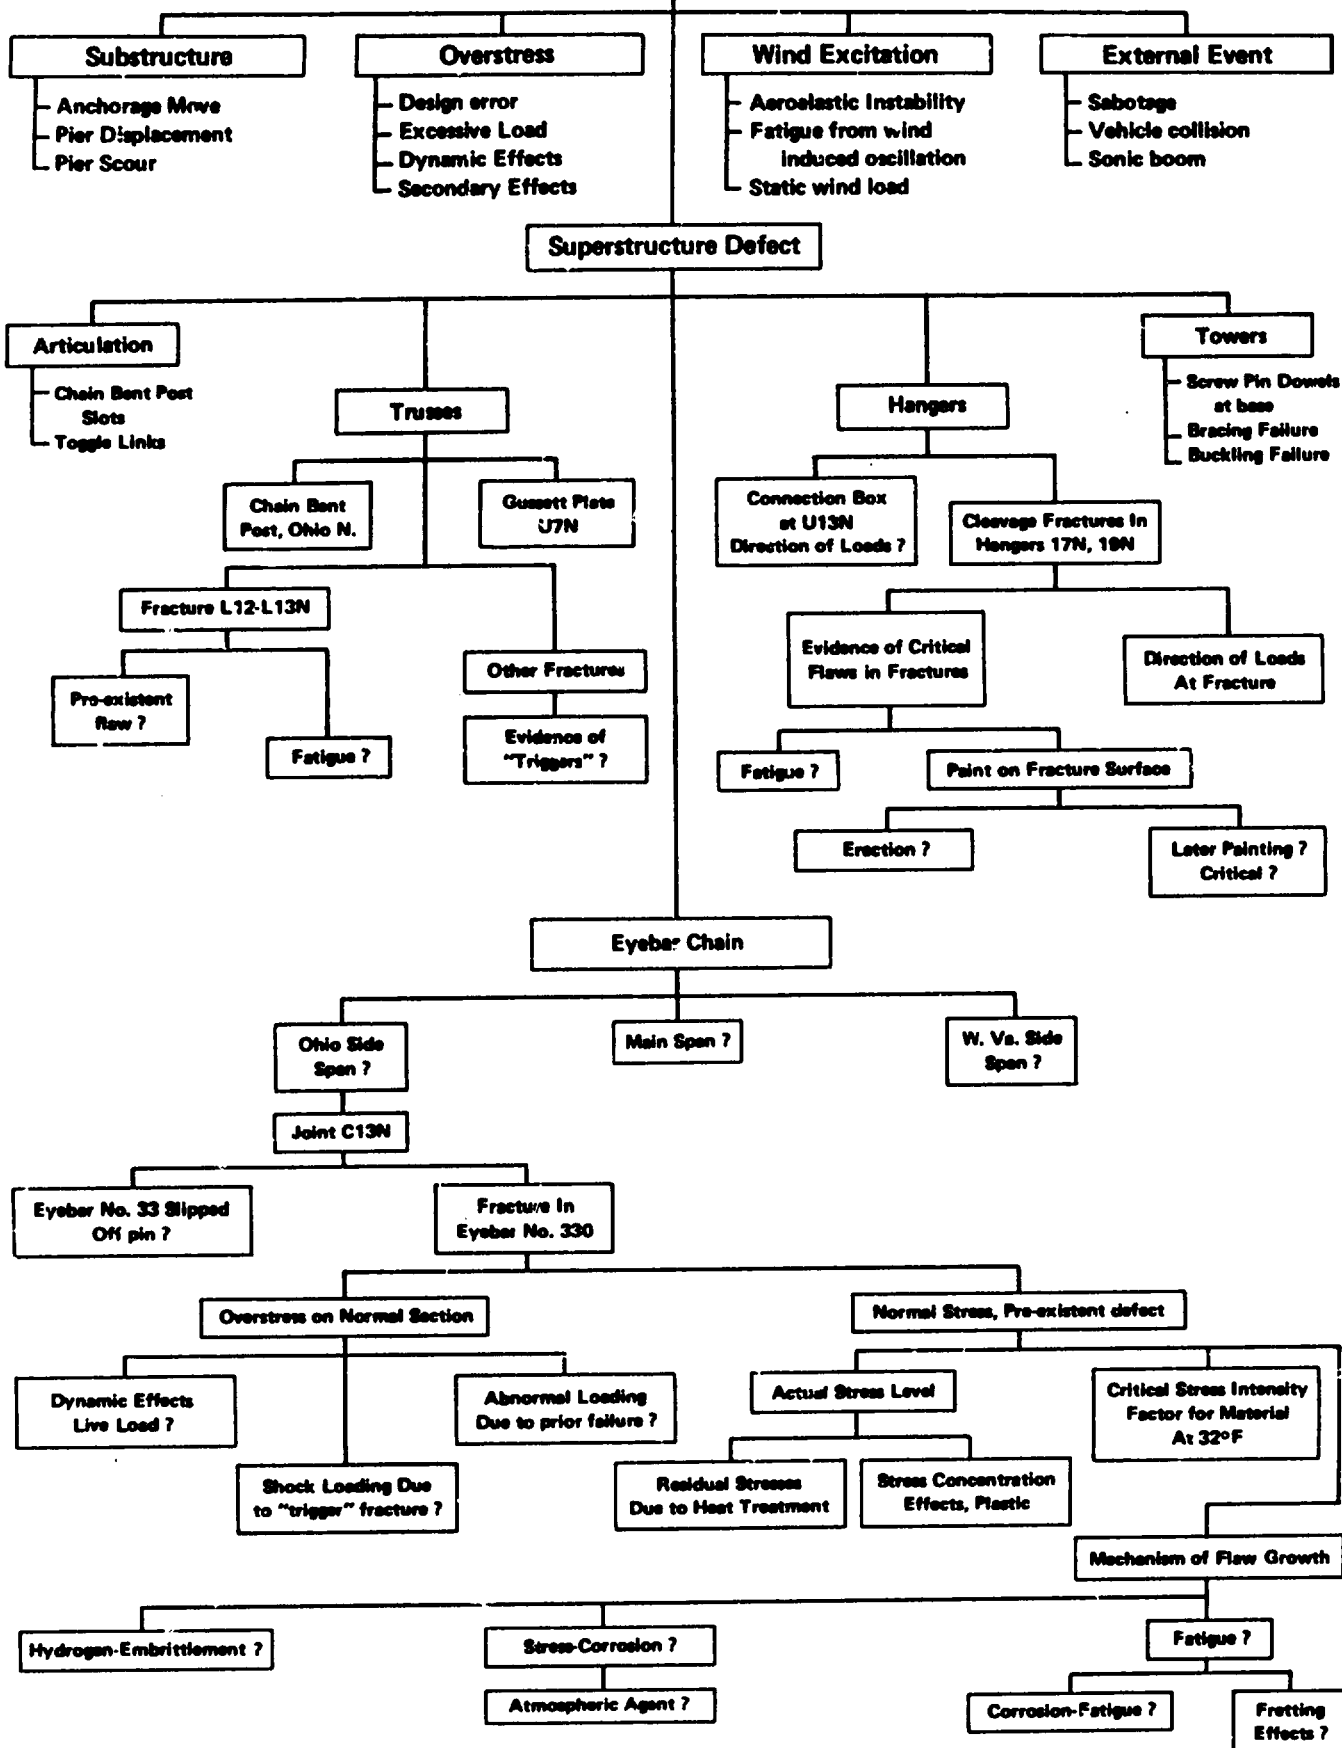 Substructure
Anchorage Move
Pier Displacement
Pier Scour
Overstress
Design error
Excessive Load
Dynamic Effects
Secondary Effects
Wind Excitation
Aeroelastic Instability
Fatigue from wind
induced oscillation
Static wind load
External Event
Sabotage
Vehicle collision
Sonic boom
Superstructure Defect
Articulation
Chain Bent Post
Slots
Toggle Links
Trusses
Chain Bent
Post, Ohio N.
Gussett Plate
U7N
Fracture L12-L13N
Pre-existent
flaw ?
Fatigue ?
Other Fractures
Evidence of
"Triggers" ?
Hangers
Connection Box
at U13N
Direction of Loads ?
Cleavage Fractures In
Hangers 17N, 19N
Evidence of Critical
Flaws in Fractures
Direction of Loads
At Fracture
Fatigue ?
Paint on Fracture Surface
Erection ?
Later Painting ?
Critical ?
Towers
Screw Pin Dowels
at base
Bracing Failure
Buckling Failure
Eyebar Chain
Ohio Side
Span ?
Main Span ?
W. Va. Side
Span ?
Joint C13N
Eyebar No. 33 Slipped
Off pin ?
Fracture In
Eyebar No. 330
Overstress on Normal Section
Normal Stress, Pre-existent defect
Dynamic Effects
Live Load ?
Abnormal Loading
Due to prior failure ?
Shock Loading Due
to "trigger" fracture ?
Actual Stress Level
Critical Stress Intensity
Factor for Material
At 32°F
Residual Stresses
Due to Heat Treatment
Stress Concentration
Effects, Plastic
Mechanism of Flaw Growth
Hydrogen-Embrittlement ?
Stress-Corrosion ?
Atmospheric Agent ?
Fatigue ?
Corrosion-Fatigue ?
Fretting
Effects ?